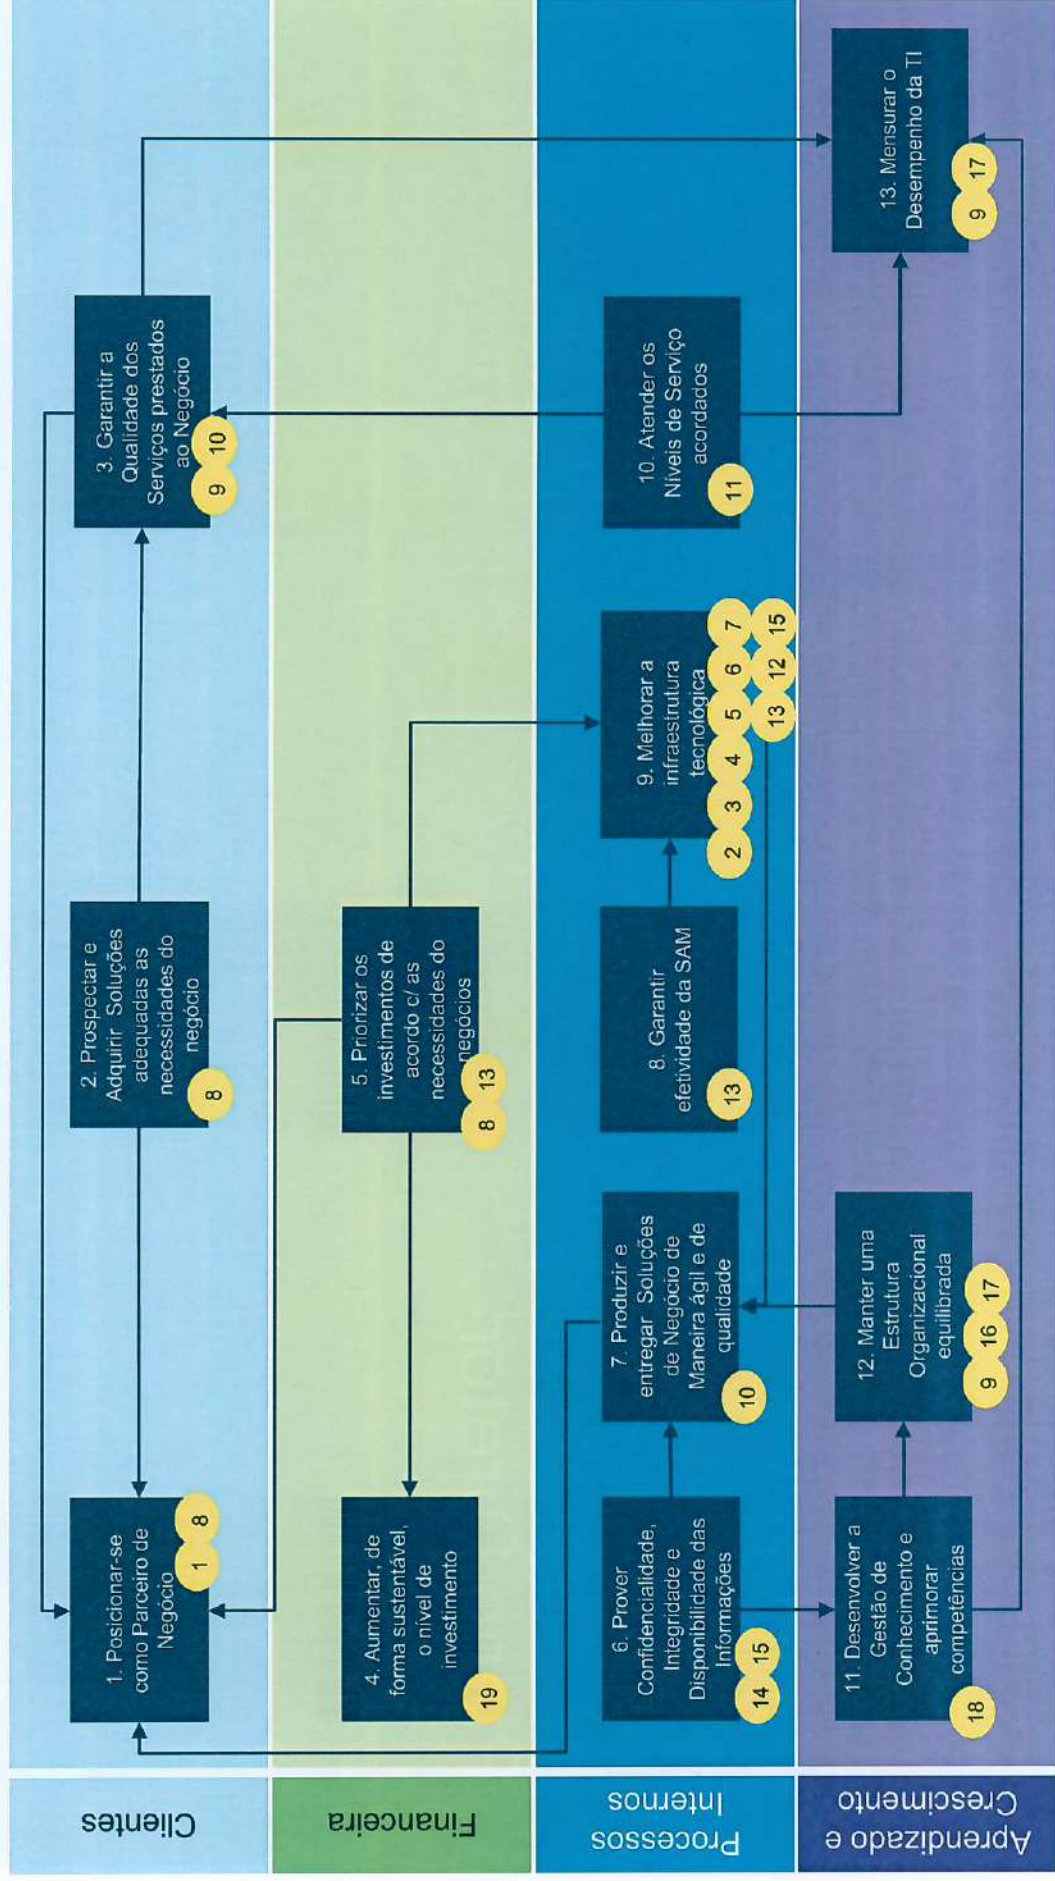 Clientes
1. Posicionar-se
como Parceiro de
Negócio
1
8
2. Prospectar e
Adquirir Soluções
adequadas as
necessidades do
negócio
8
3. Garantir a
Qualidade dos
Serviços prestados
ao Negócio
9
10
Financeira
4. Aumentar, de
forma sustentável,
o nível de
investimento
19
5. Priorizar os
investimentos de
acordo c/ as
necessidades do
negócios
8
13
Processos
Internos
6. Prover
Confidencialidade,
Integridade e
Disponibilidade das
Informações
14
15
7. Produzir e
entregar Soluções
de Negócio de
Maneira ágil e de
qualidade
10
8. Garantir
efetividade da SAM
13
9. Melhorar a
infraestrutura
tecnológica
2
3
4
5
6
7
13
12
15
10. Atender os
Níveis de Serviço
acordados
11
Aprendizado e
Crescimento
11. Desenvolver a
Gestão de
Conhecimento e
aprimorar
competências
18
12. Manter uma
Estrutura
Organizacional
equilibrada
9
16
17
13. Mensurar o
Desempenho da TI
9
17